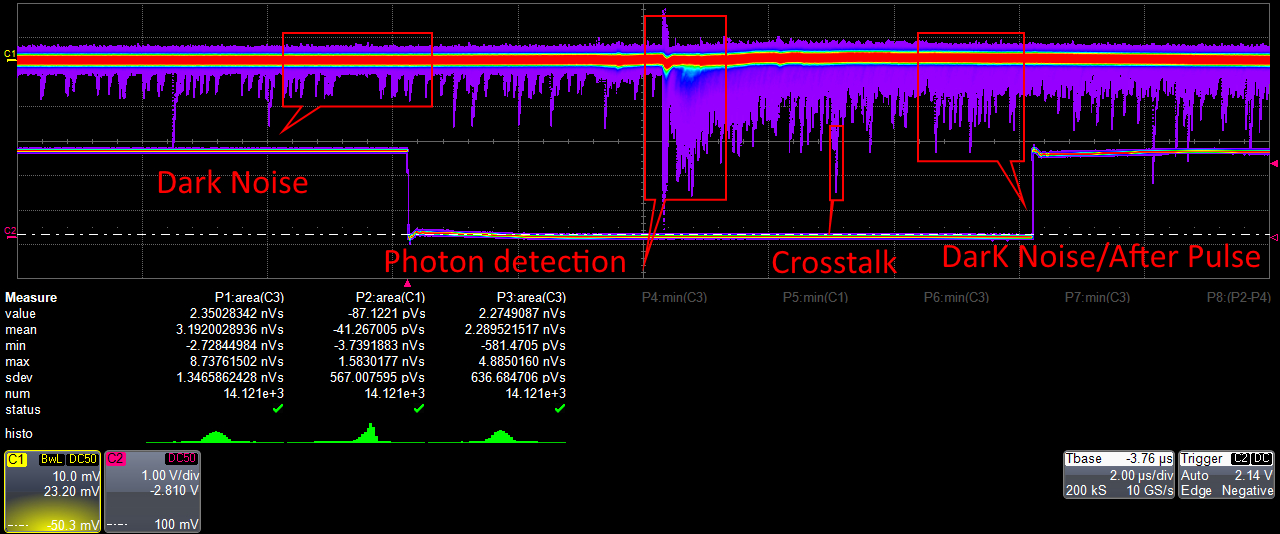 C1
Dark Noise
C2
Photon detection
Crosstalk
DarK Noise/After Pulse
Measure P1:area(C3) P2:area(C1) P3:area(C3) P4:min(C3) P5:min(C1) P6:min(C3) P7:min(C3) P8:(P2-P4)
value 2.35028342 nVs -87.1221 pVs 2.2749087 nVs
mean 3.1920028936 nVs -41.267005 pVs 2.289521517 nVs
min -2.72844984 nVs -3.7391883 nVs -581.4705 pVs
max 8.73761502 nVs 1.5830177 nVs 4.8850160 nVs
sdev 1.3465862428 nVs 567.007595 pVs 636.684706 pVs
num 14.121e+3 14.121e+3 14.121e+3
status
histo
C1 BwL DC50
10.0 mV
23.20 mV
-50.3 mV
C2 DC50
1.00 V/div
-2.810 V
100 mV
Tbase -3.76 µs
2.00 µs/div
200 kS 10 GS/s
Trigger C2 DC
Auto 2.14 V
Edge Negative